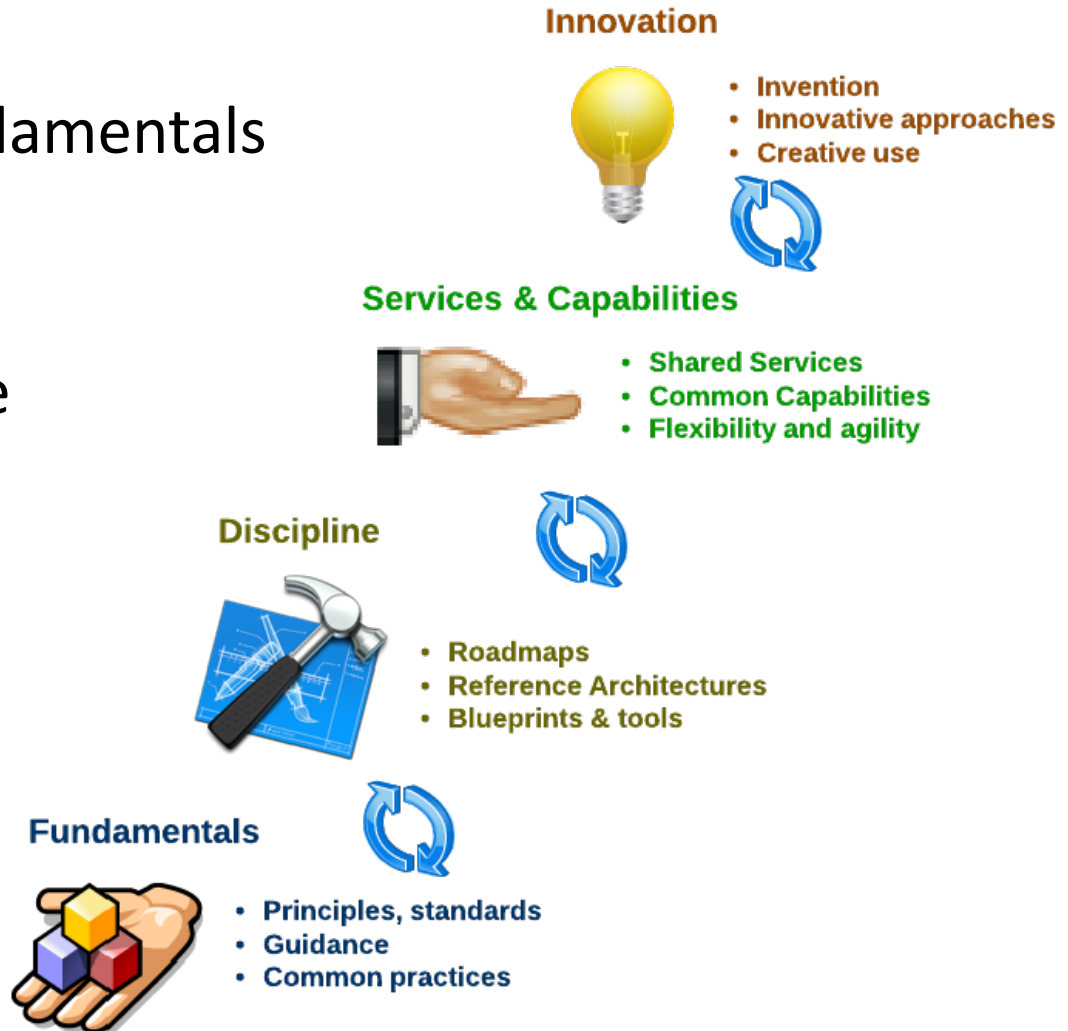 Innovation
• Invention
• Innovative approaches
• Creative use
damentals
Services & Capabilities
• Shared Services
• Common Capabilities
• Flexibility and agility
e
Discipline
• Roadmaps
• Reference Architectures
• Blueprints & tools
Fundamentals
• Principles, standards
• Guidance
• Common practices